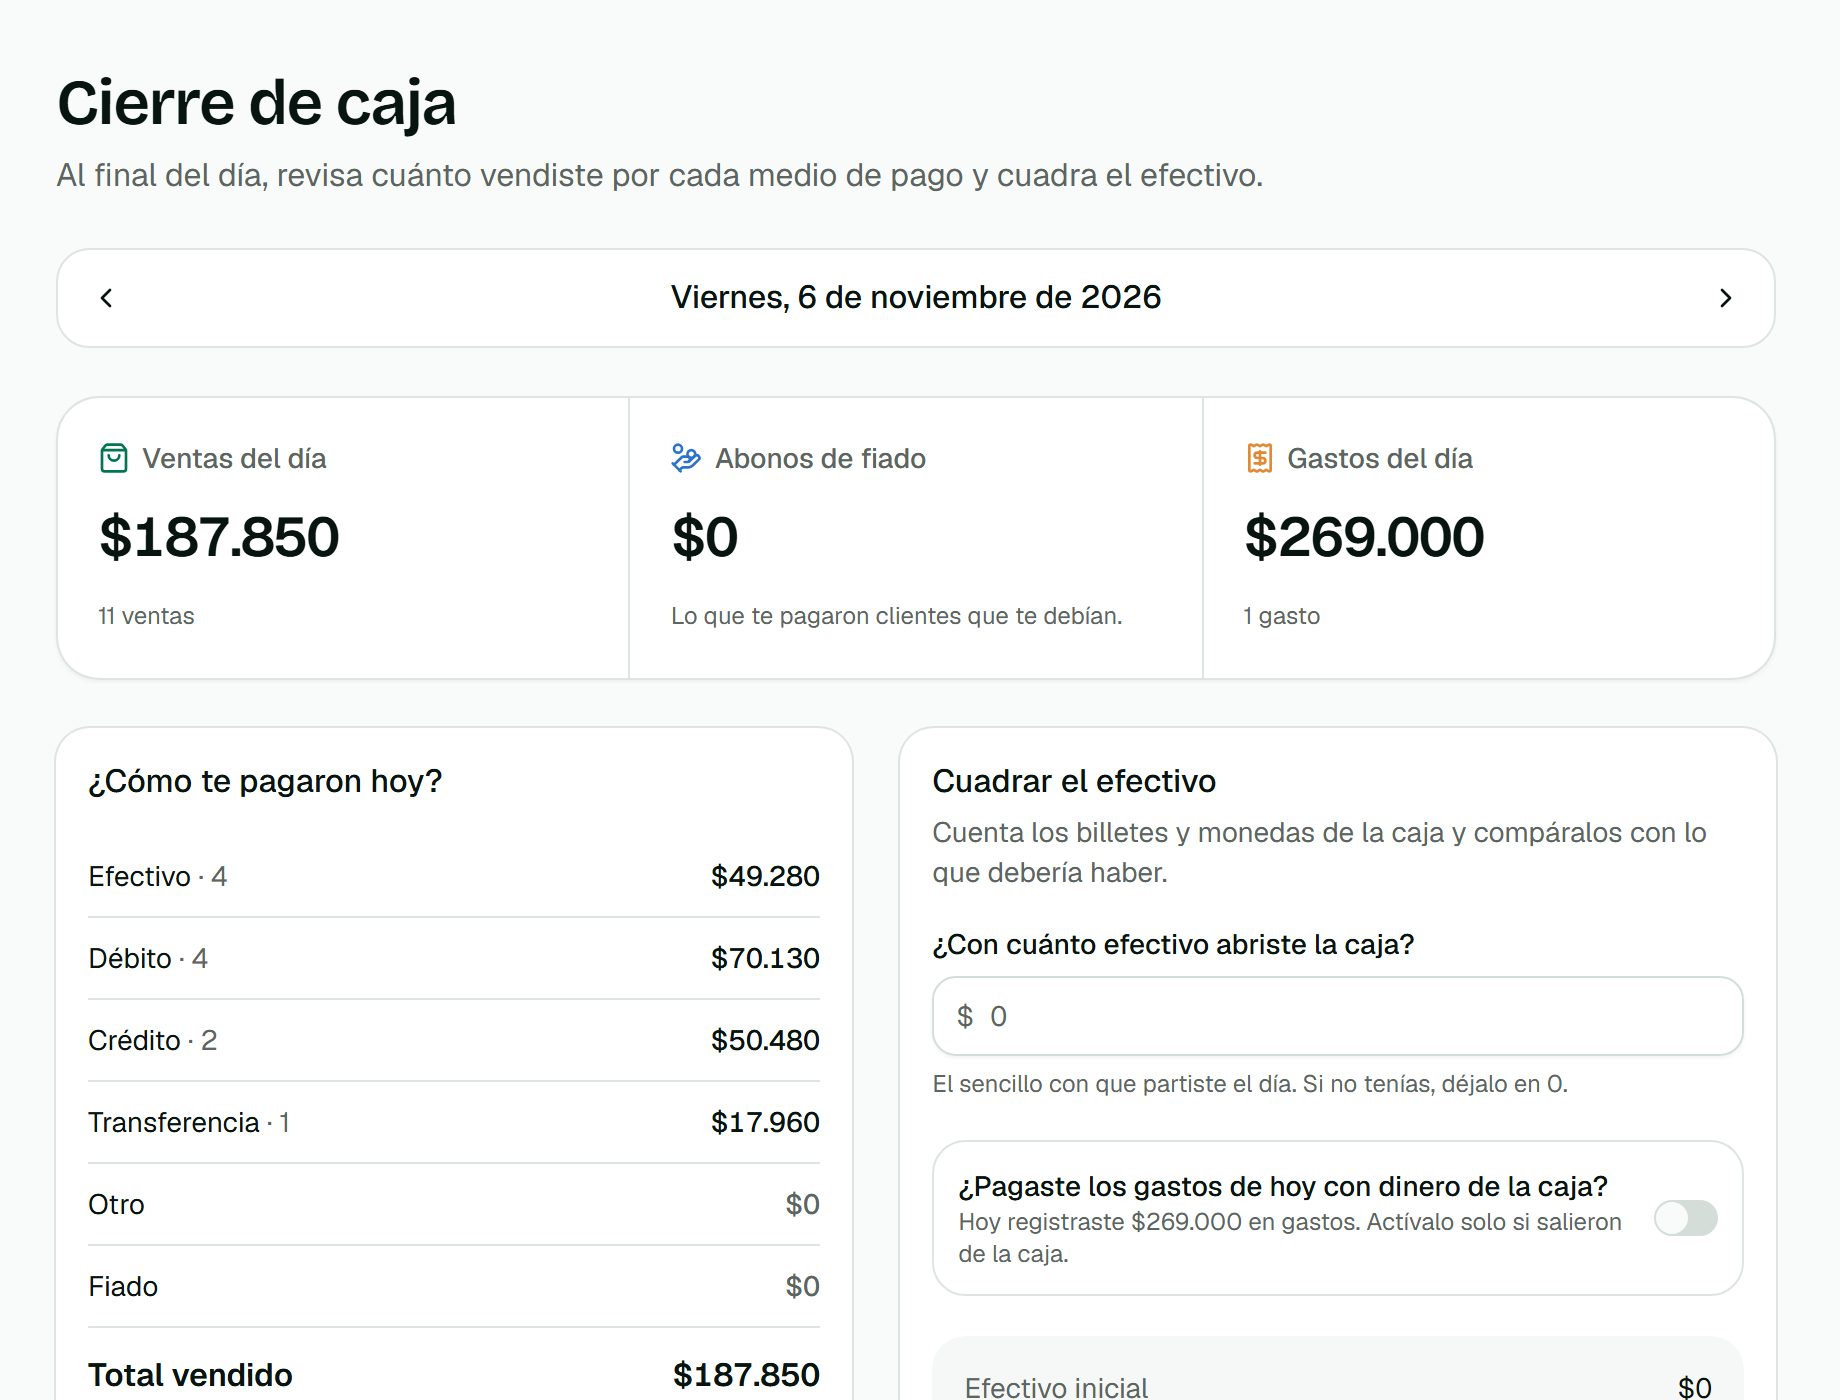 Cierre de caja
Al final del día, revisa cuánto vendiste por cada medio de pago y cuadra el efectivo.
Viernes, 6 de noviembre de 2026
Ventas del día
$187.850
11 ventas
Abonos de fiado
$0
Lo que te pagaron clientes que te debían.
Gastos del día
$269.000
1 gasto
¿Cómo te pagaron hoy?
Efectivo · 4 $49.280
Débito · 4 $70.130
Crédito · 2 $50.480
Transferencia · 1 $17.960
Otro $0
Fiado $0
Total vendido $187.850
Cuadrar el efectivo
Cuenta los billetes y monedas de la caja y compáralos con lo
que debería haber.
¿Con cuánto efectivo abriste la caja?
$ 0
El sencillo con que partiste el día. Si no tenías, déjalo en 0.
¿Pagaste los gastos de hoy con dinero de la caja?
Hoy registraste $269.000 en gastos. Actívalo solo si salieron
de la caja.
Efectivo inicial $0